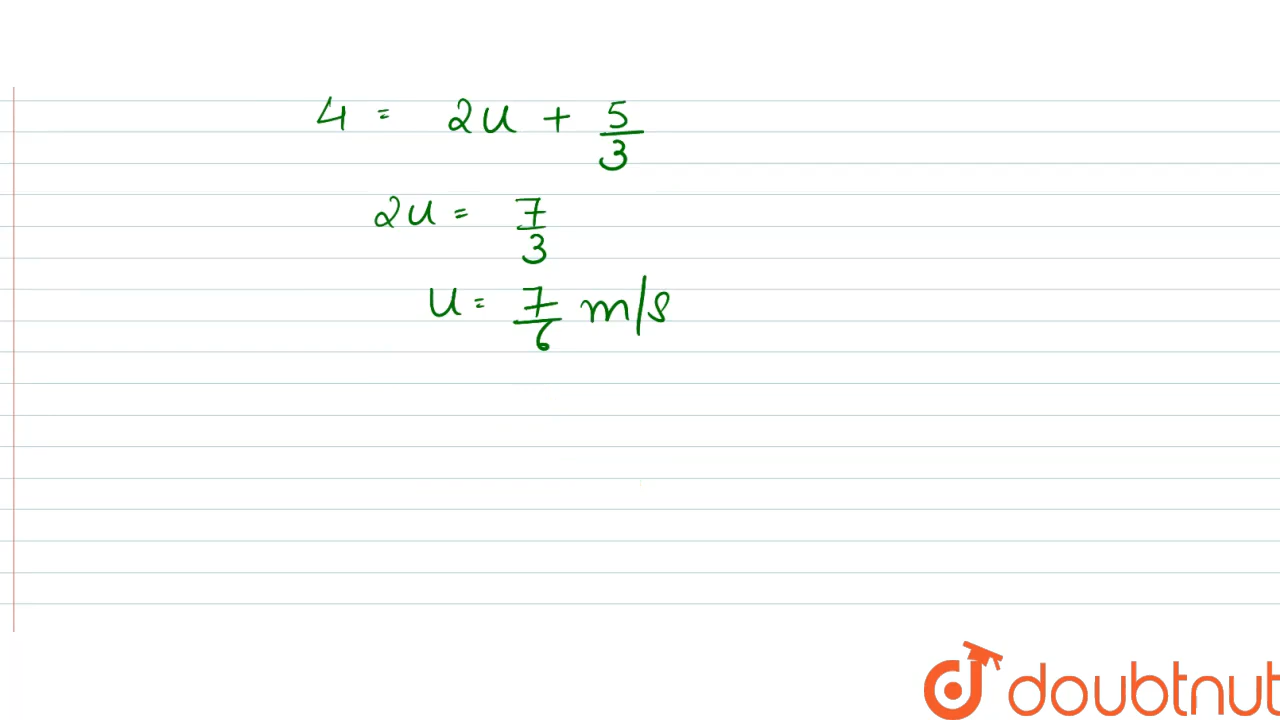 4 = 2u + 5/3
2u = 7/3
u = 7/6 m/s
doubtnut